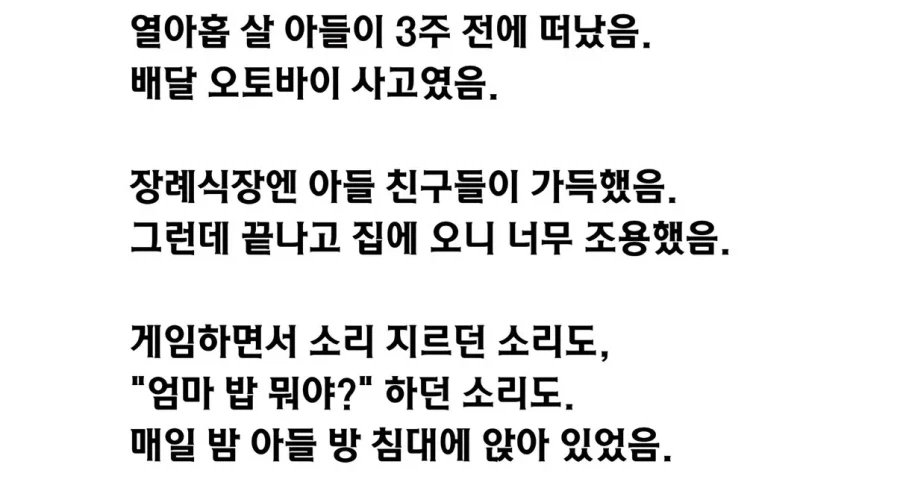 열아홉 살 아들이 3주 전에 떠났음.
배달 오토바이 사고였음.
장례식장엔 아들 친구들이 가득했음.
그런데 끝나고 집에 오니 너무 조용했음.
게임하면서 소리 지르던 소리도,
"엄마 밥 뭐야?" 하던 소리도.
매일 밤 아들 방 침대에 앉아 있었음.